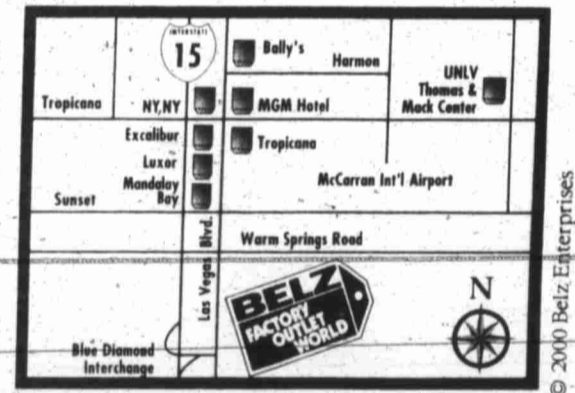 INTERSTATE
15
Bally's
Harmon
UNLV
Thomas &
Mack Center
Tropicana
NY,NY
MGM Hotel
Excalibur
Tropicana
Luxor
Mandalay
Bay
McCarran Int'l Airport
Sunset
Las Vegas Blvd.
Warm Springs Road
BELZ
FACTORY
OUTLET
WORLD
N
Blue Diamond
Interchange
© 2000 Belz Enterprises